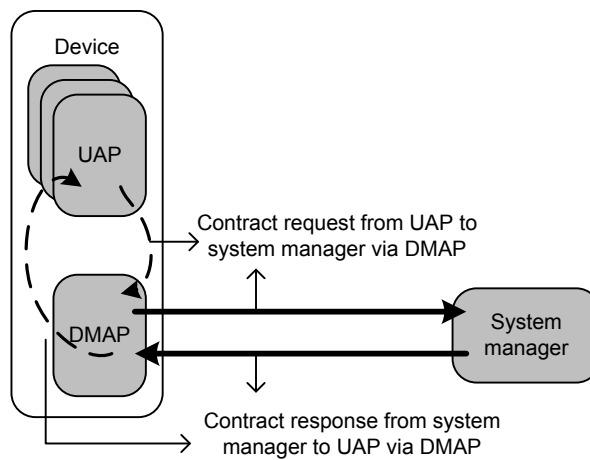 Device
UAP
Contract request from UAP to
system manager via DMAP
DMAP
System
manager
Contract response from system
manager to UAP via DMAP